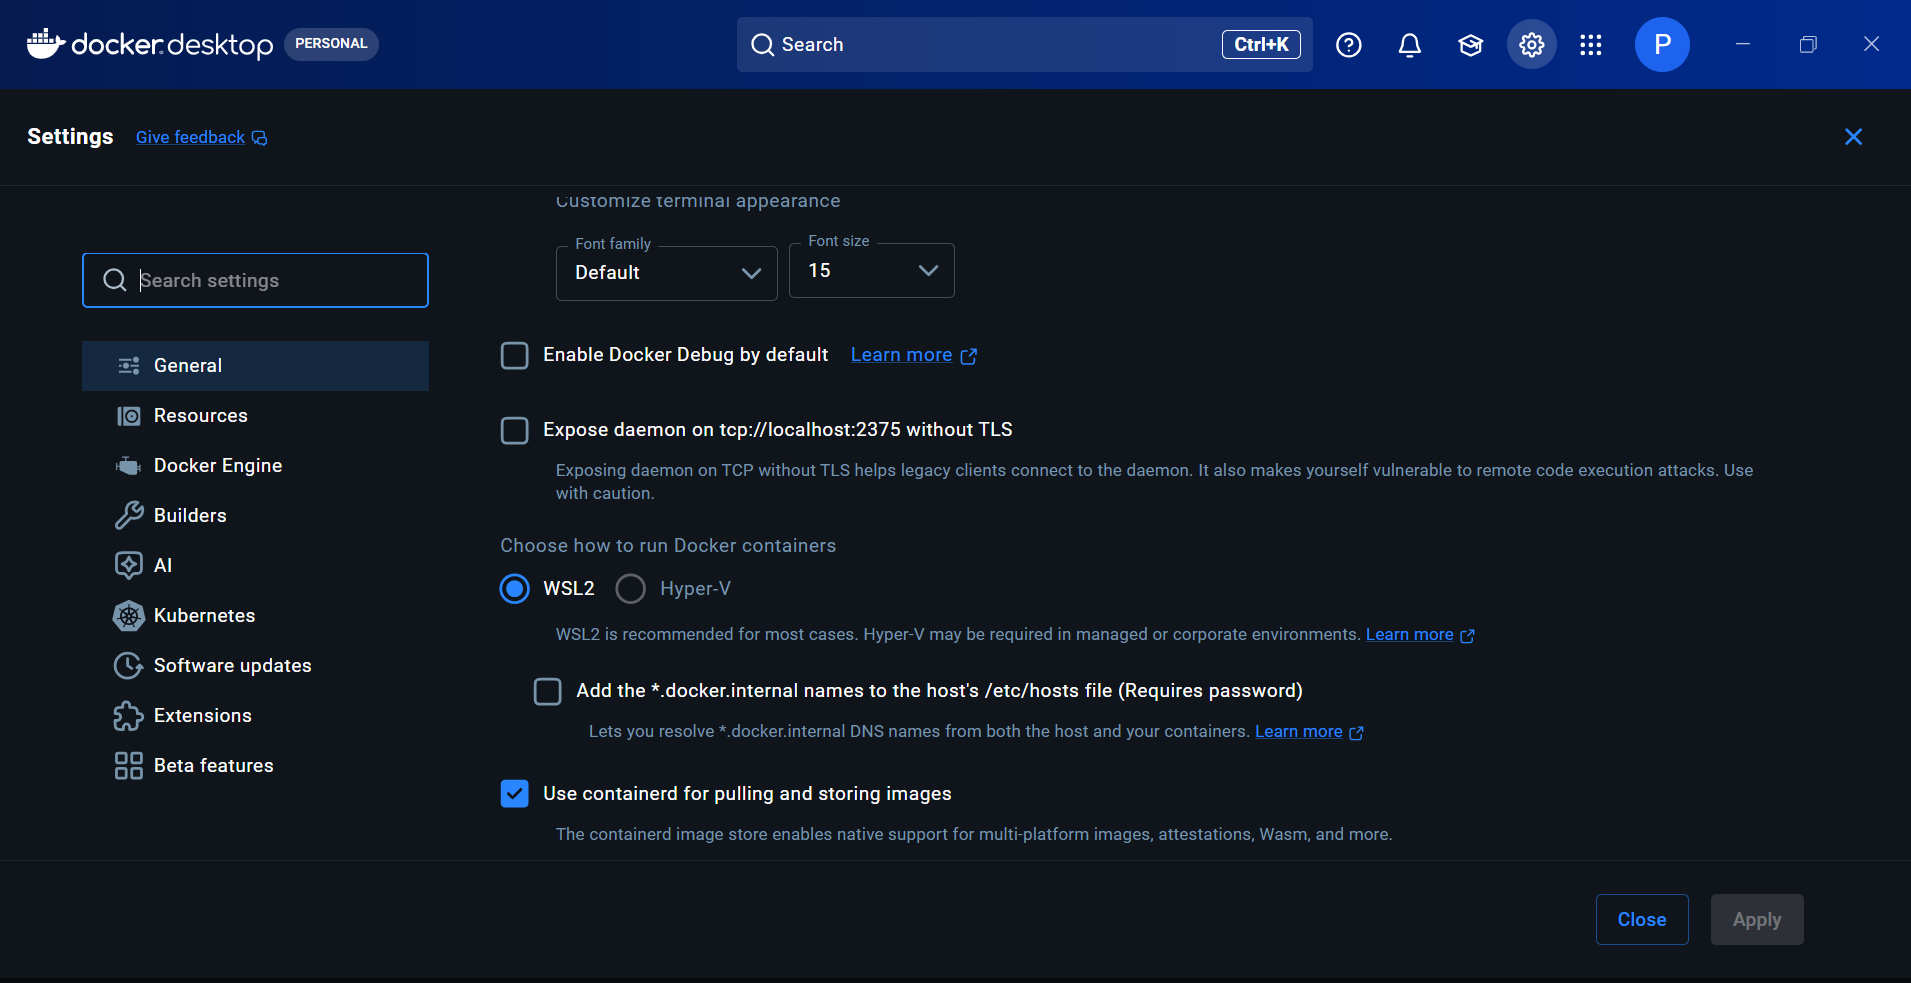 docker.desktop PERSONAL Search Ctrl+K P
Settings Give feedback
Customize terminal appearance
Font family Font size
Default 15
Search settings
General
Resources
Docker Engine
Builders
AI
Kubernetes
Software updates
Extensions
Beta features
Enable Docker Debug by default Learn more
Expose daemon on tcp://localhost:2375 without TLS
Exposing daemon on TCP without TLS helps legacy clients connect to the daemon. It also makes yourself vulnerable to remote code execution attacks. Use
with caution.
Choose how to run Docker containers
WSL2 Hyper-V
WSL2 is recommended for most cases. Hyper-V may be required in managed or corporate environments. Learn more
Add the *.docker.internal names to the host's /etc/hosts file (Requires password)
Lets you resolve *.docker.internal DNS names from both the host and your containers. Learn more
Use containerd for pulling and storing images
The containerd image store enables native support for multi-platform images, attestations, Wasm, and more.
Close Apply